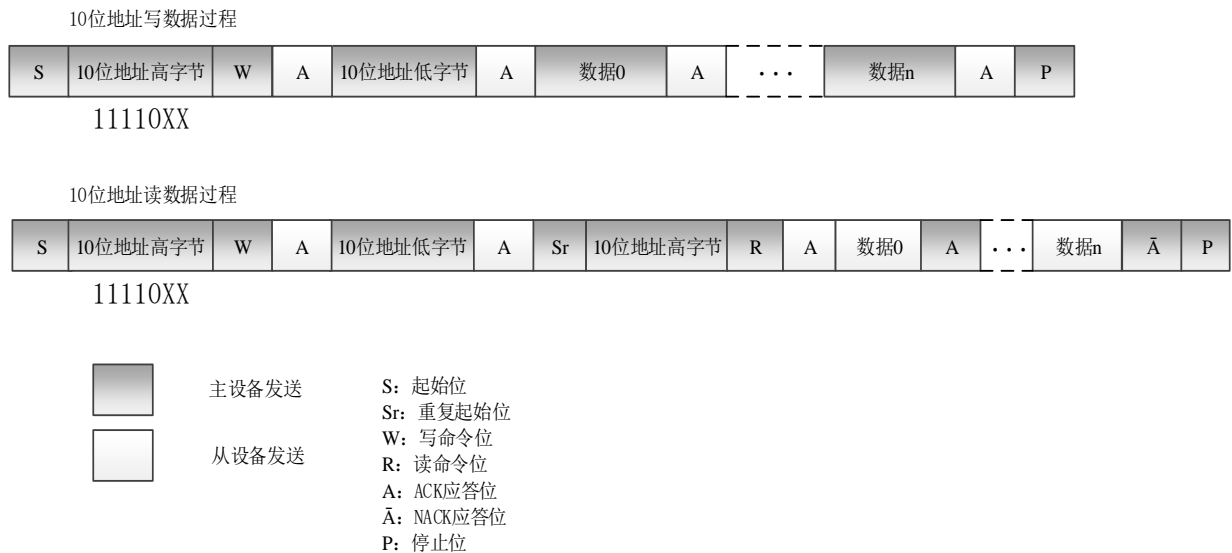 10位地址写数据过程
S 10位地址高字节 W A 10位地址低字节 A 数据0 A ··· 数据n A P
11110XX
10位地址读数据过程
S 10位地址高字节 W A 10位地址低字节 A Sr 10位地址高字节 R A 数据0 A ··· 数据n Ā P
11110XX
主设备发送
从设备发送
S：起始位
Sr：重复起始位
W：写命令位
R：读命令位
A：ACK应答位
Ā：NACK应答位
P：停止位